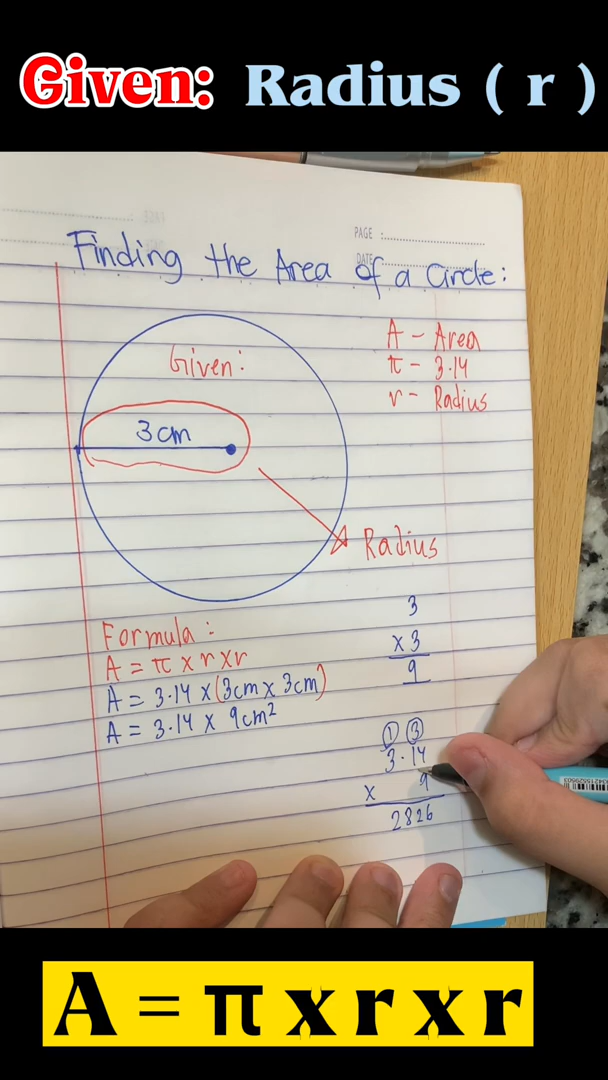 Given: Radius ( r )
PAGE :
DATE :
Finding the Area of a Circle:
A - Area
π - 3.14
r - Radius
Given:
3cm
Radius
Formula:
A = π x r x r
A = 3.14 x (3cm x 3cm)
A = 3.14 x 9cm²
3
x 3
9
① ③
3.14
x 9
2826
A = π x r x r